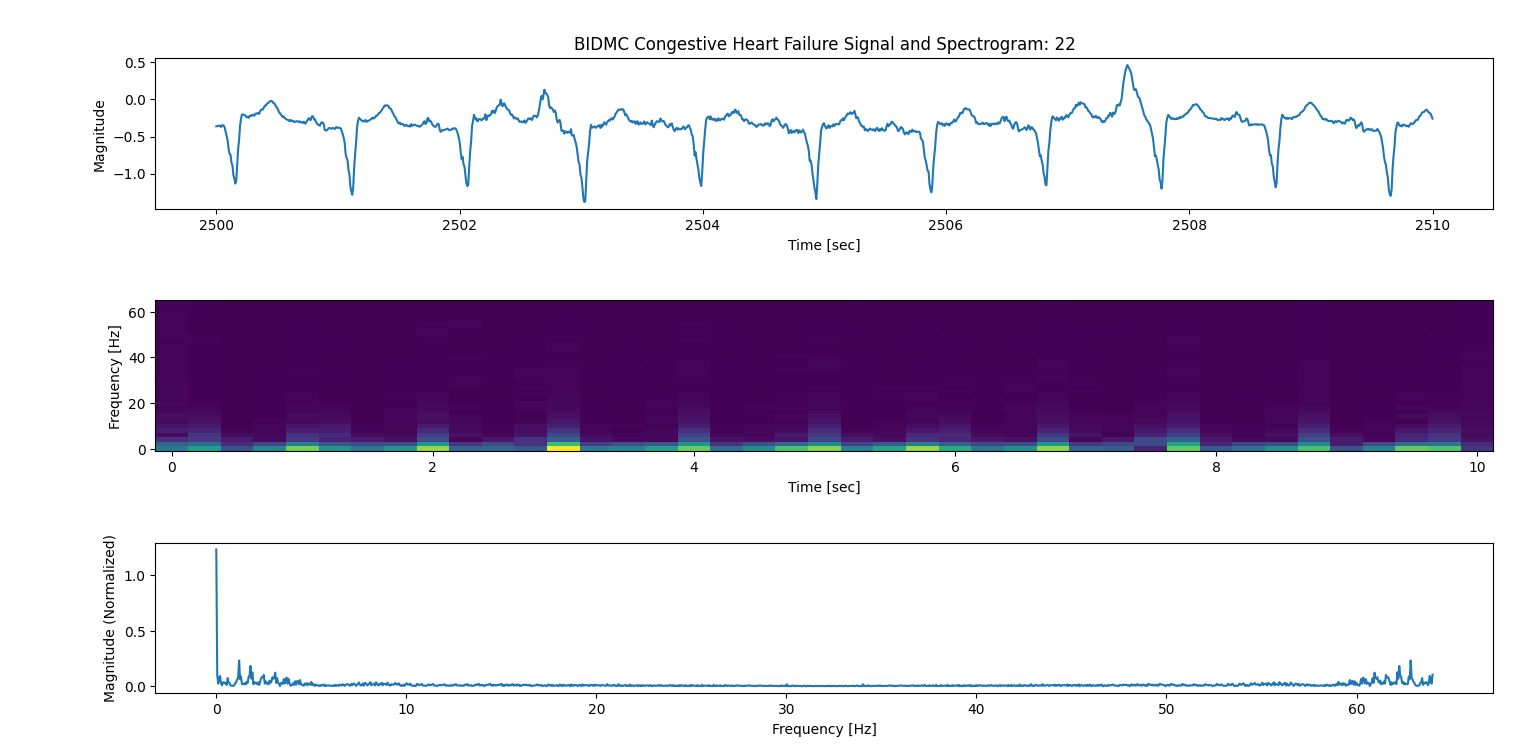 BIDMC Congestive Heart Failure Signal and Spectrogram: 22
0.5
0.0
−0.5
−1.0
Magnitude
2500 2502 2504 2506 2508 2510
Time [sec]
60
40
20
0
Frequency [Hz]
0 2 4 6 8 10
Time [sec]
1.0
0.5
0.0
Magnitude (Normalized)
0 10 20 30 40 50 60
Frequency [Hz]